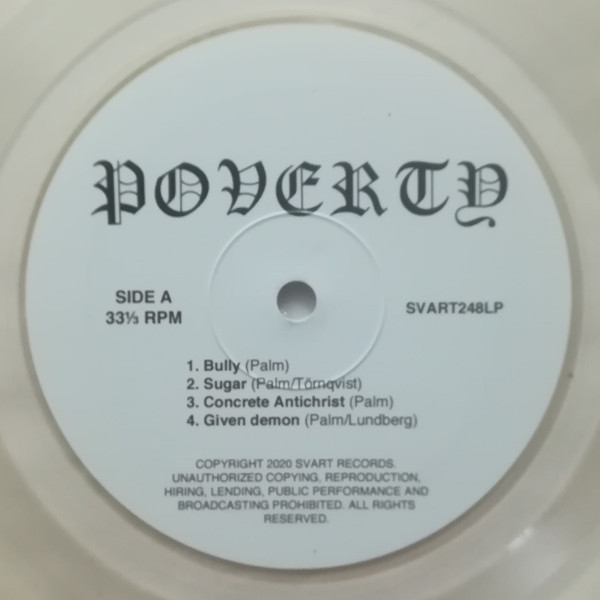 POVERTY
SIDE A
33⅓ RPM
SVART248LP
1. Bully (Palm)
2. Sugar (Palm/Törnqvist)
3. Concrete Antichrist (Palm)
4. Given demon (Palm/Lundberg)
COPYRIGHT 2020 SVART RECORDS.
UNAUTHORIZED COPYING, REPRODUCTION,
HIRING, LENDING, PUBLIC PERFORMANCE AND
BROADCASTING PROHIBITED. ALL RIGHTS
RESERVED.